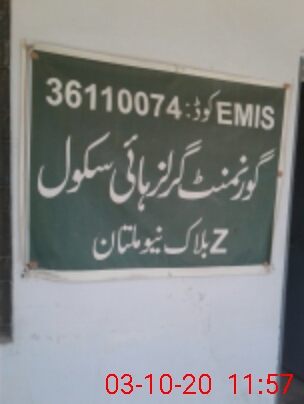 EMIS کوڈ: 36110074
گورنمنٹ گرلز ہائی سکول
Z بلاک نیو ملتان
03-10-20 11:57